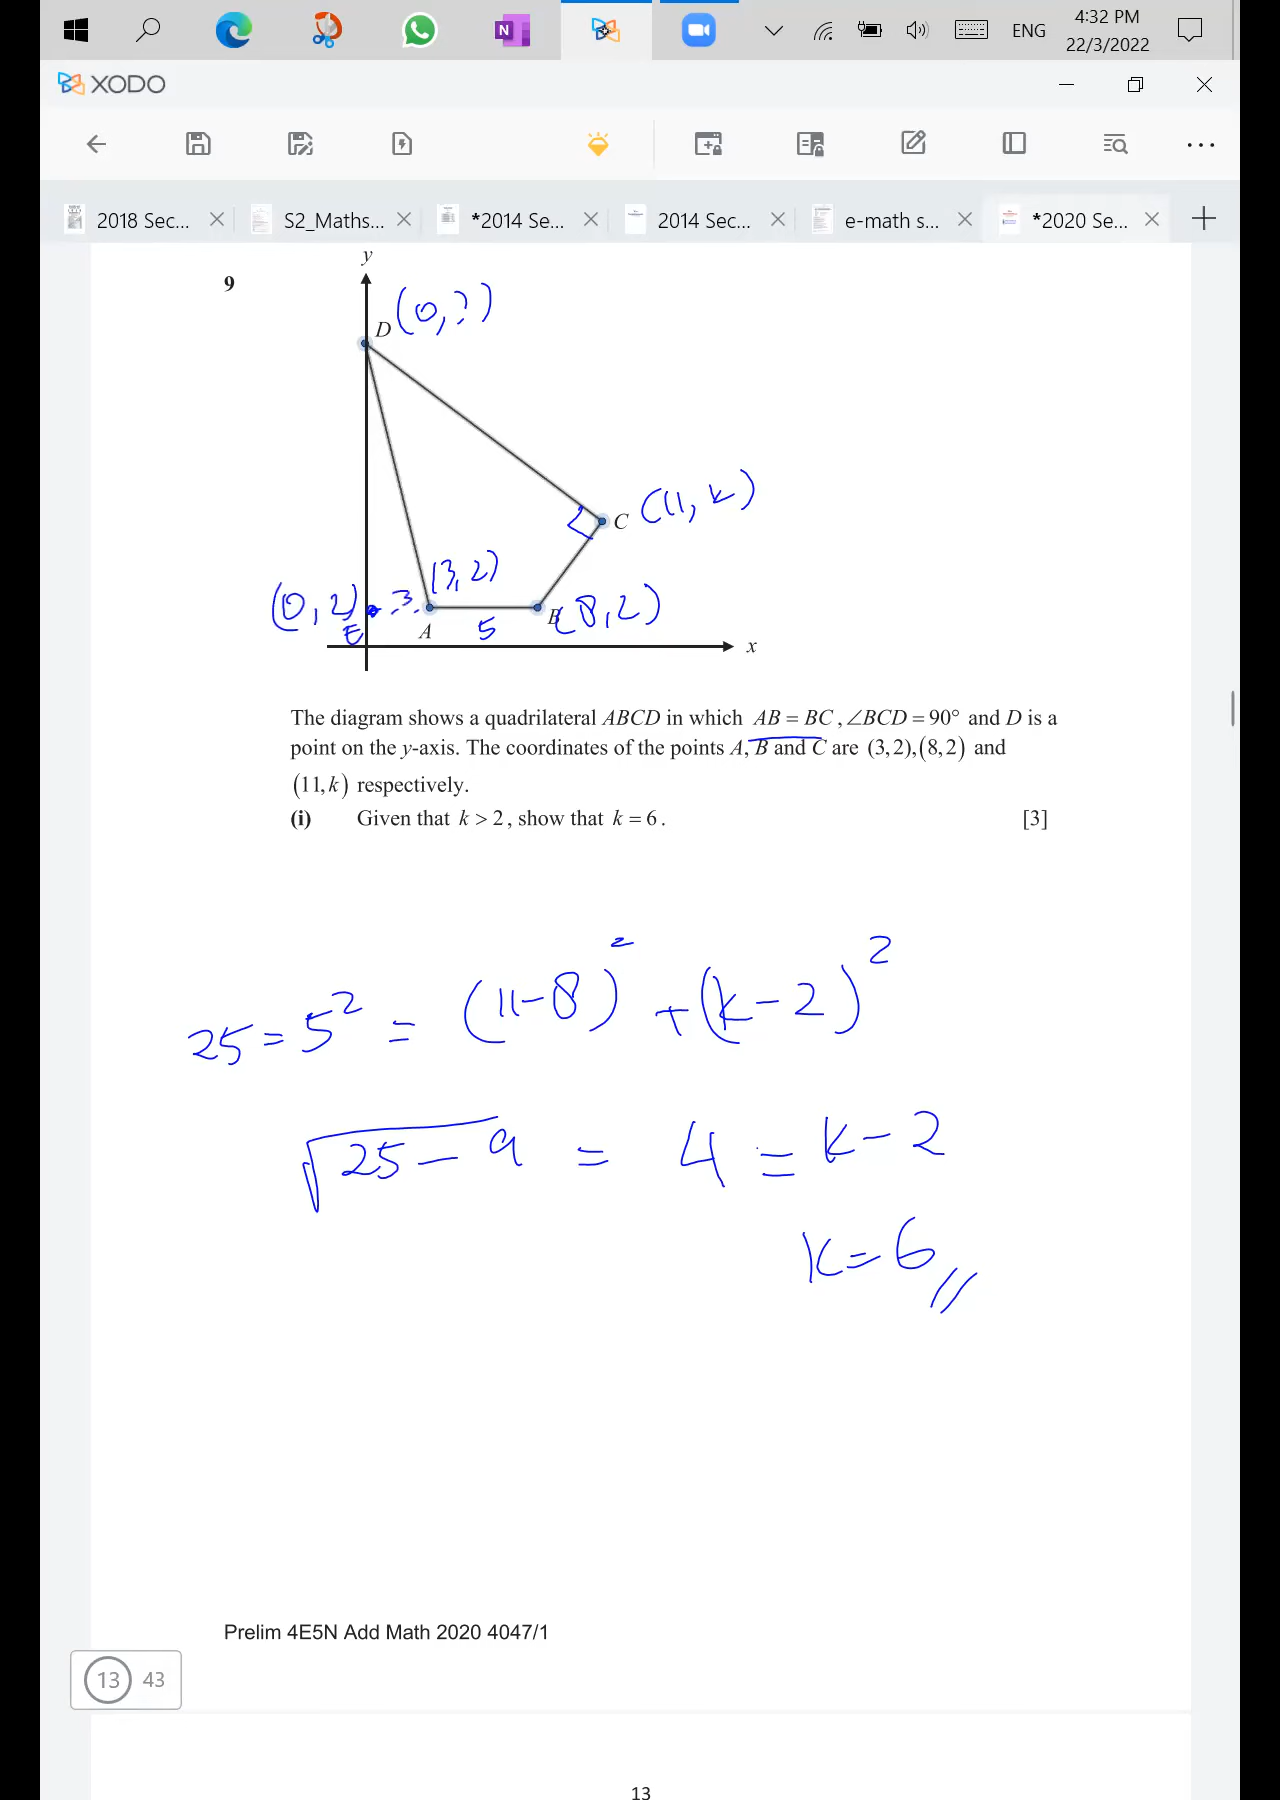 ENG
4:32 PM
22/3/2022
XODO
2018 Sec...
S2_Maths...
*2014 Se...
2014 Sec...
e-math s...
*2020 Se...
9
y
D (0,?)
C (11, k)
(3,2)
(0,2) 3
E
A
5
B (8,2)
x
The diagram shows a quadrilateral ABCD in which AB = BC, ∠BCD = 90° and D is a
point on the y-axis. The coordinates of the points A, B and C are (3,2),(8,2) and
(11,k) respectively.
(i) Given that k > 2, show that k = 6. [3]
25 = 5² = (11-8)² + (k-2)²
√25-9 = 4 = k-2
k=6
Prelim 4E5N Add Math 2020 4047/1
13 43
13